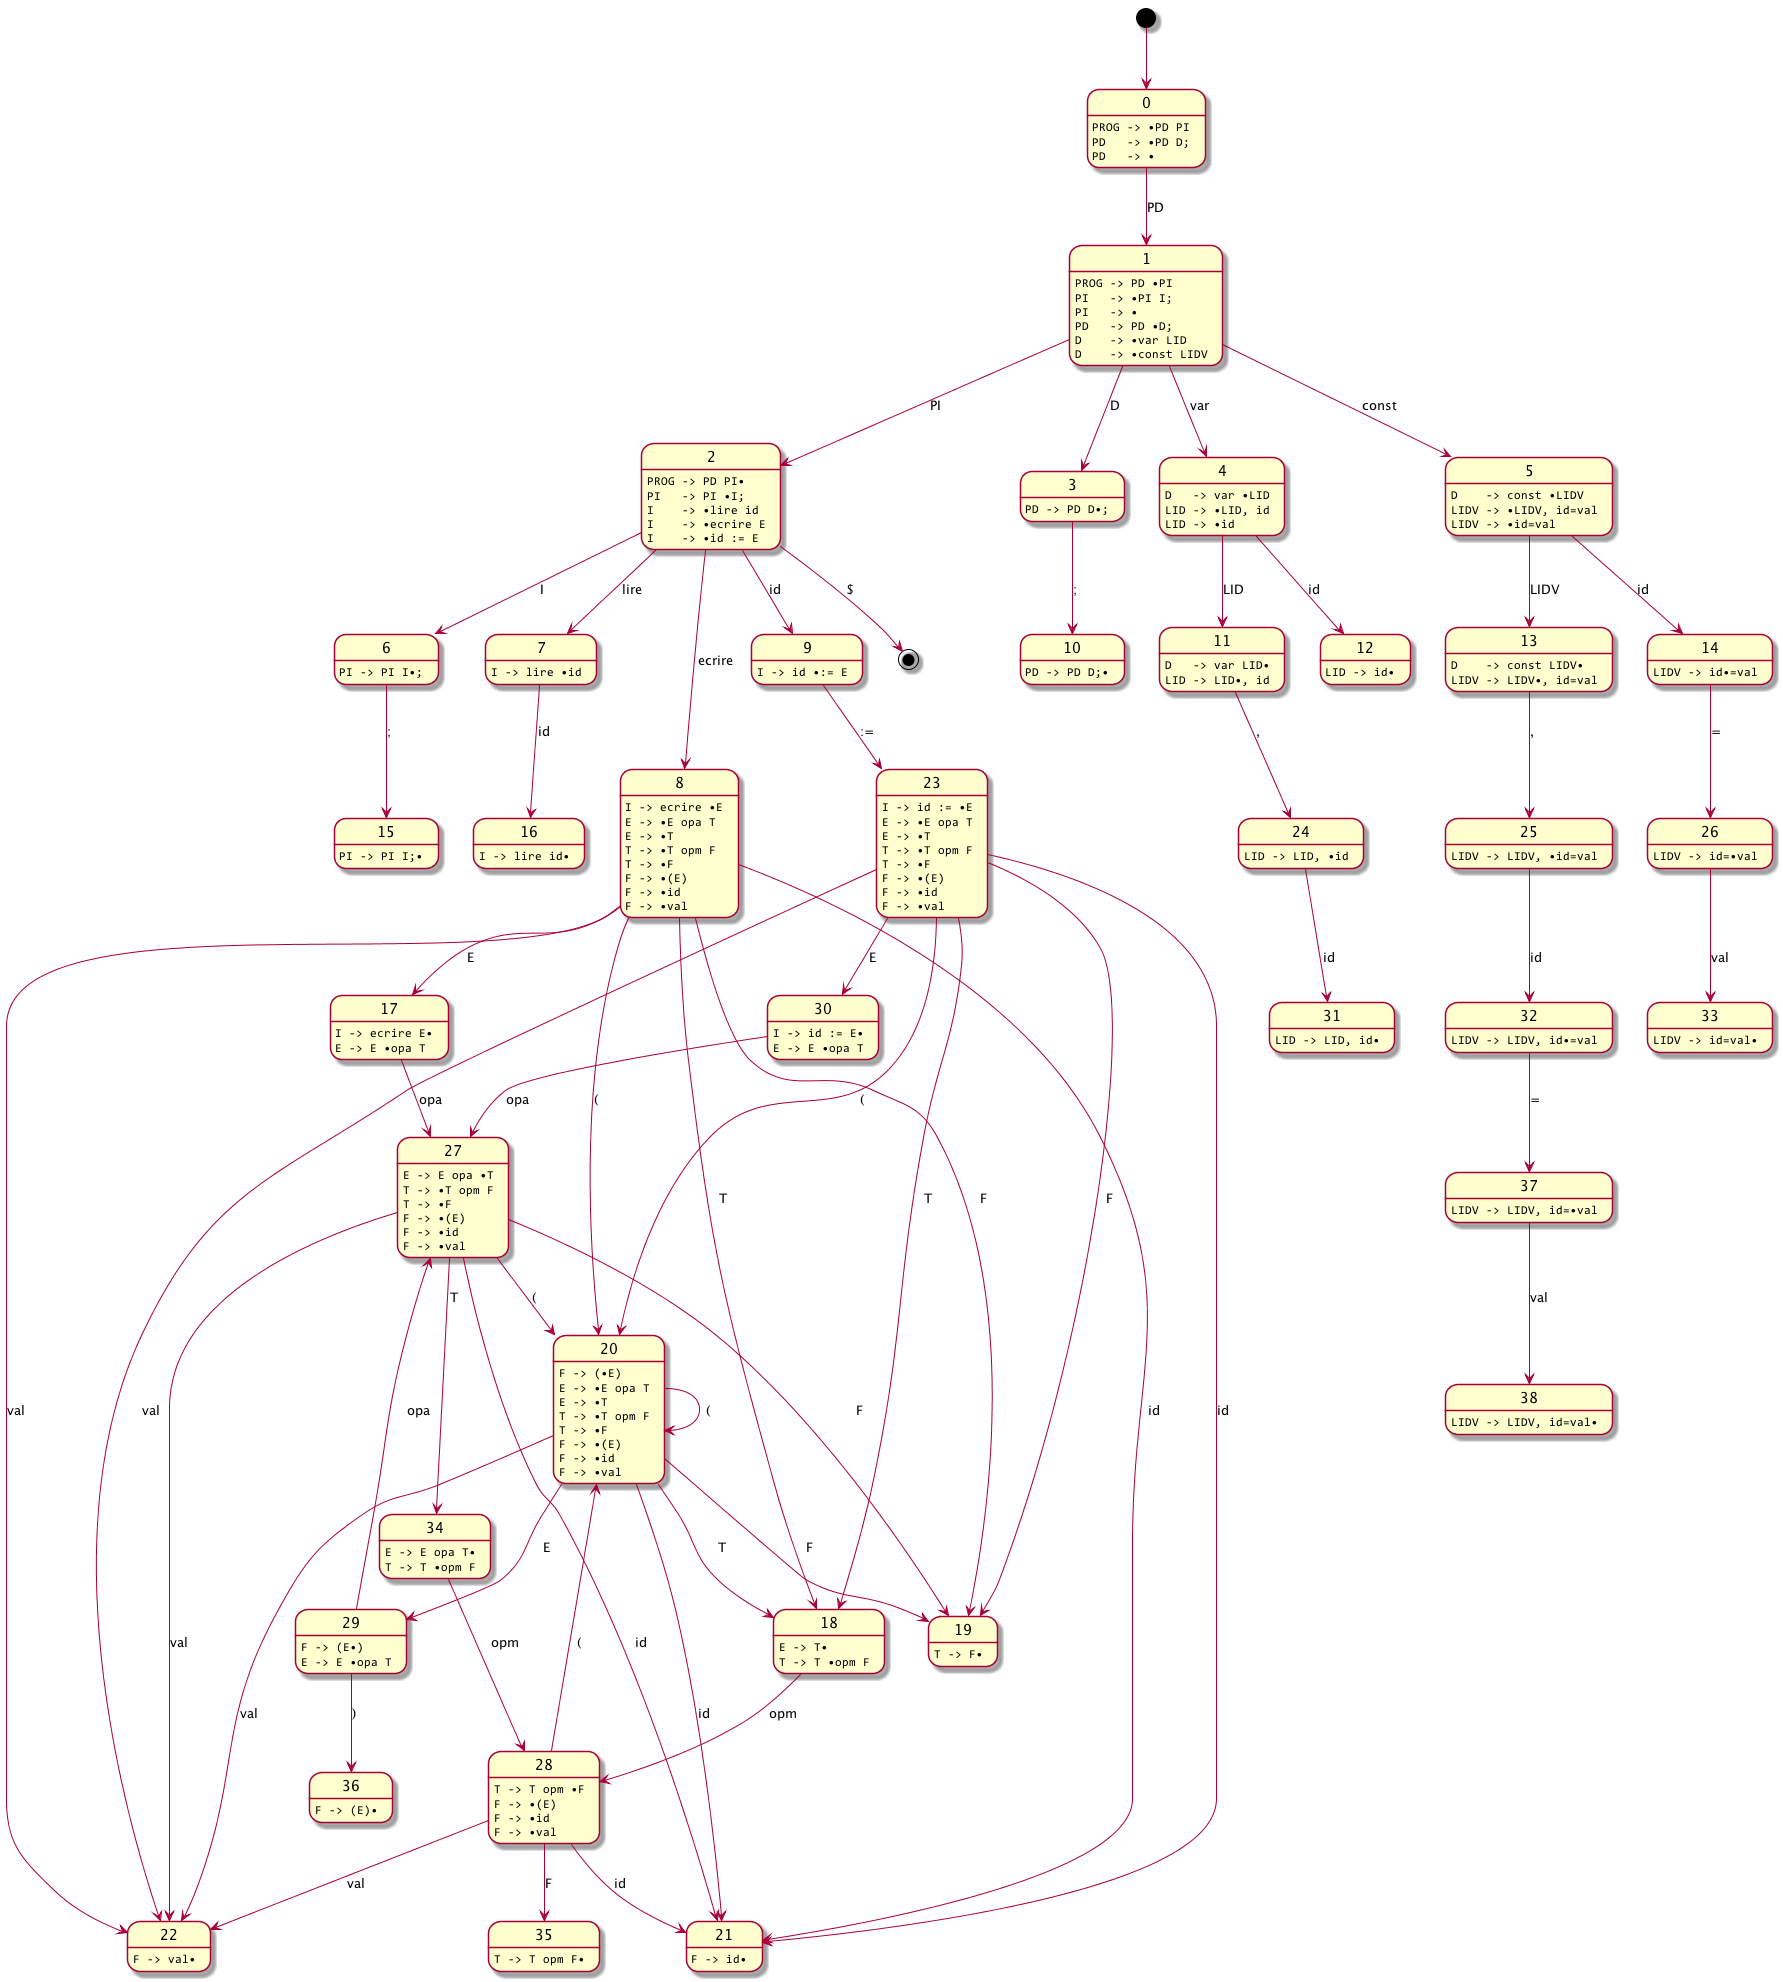 0
PROG -> •PD PI
PD   -> •PD D;
PD   -> •
PD
1
PROG -> PD •PI
PI   -> •PI I;
PI   -> •
PD   -> PD •D;
D    -> •var LID
D    -> •const LIDV
PI
D
var
const
2
PROG -> PD PI•
PI   -> PI •I;
I    -> •lire id
I    -> •ecrire E
I    -> •id := E
3
PD -> PD D•;
4
D   -> var •LID
LID -> •LID, id
LID -> •id
5
D    -> const •LIDV
LIDV -> •LIDV, id=val
LIDV -> •id=val
I
lire
ecrire
id
$
;
LID
id
LIDV
id
6
PI -> PI I•;
7
I -> lire •id
9
I -> id •:= E
10
PD -> PD D;•
11
D   -> var LID•
LID -> LID•, id
12
LID -> id•
13
D    -> const LIDV•
LIDV -> LIDV•, id=val
14
LIDV -> id•=val
;
id
:=
,
,
=
15
PI -> PI I;•
16
I -> lire id•
8
I -> ecrire •E
E -> •E opa T
E -> •T
T -> •T opm F
T -> •F
F -> •(E)
F -> •id
F -> •val
23
I -> id := •E
E -> •E opa T
E -> •T
T -> •T opm F
T -> •F
F -> •(E)
F -> •id
F -> •val
24
LID -> LID, •id
25
LIDV -> LIDV, •id=val
26
LIDV -> id=•val
E
E
id
id
val
17
I -> ecrire E•
E -> E •opa T
30
I -> id := E•
E -> E •opa T
31
LID -> LID, id•
32
LIDV -> LIDV, id•=val
33
LIDV -> id=val•
opa
opa
(
(
=
27
E -> E opa •T
T -> •T opm F
T -> •F
F -> •(E)
F -> •id
F -> •val
T
T
F
F
37
LIDV -> LIDV, id=•val
T
(
val
20
F -> (•E)
E -> •E opa T
E -> •T
T -> •T opm F
T -> •F
F -> •(E)
F -> •id
F -> •val
val
val
opa
(
F
id
id
38
LIDV -> LIDV, id=val•
34
E -> E opa T•
T -> T •opm F
E
T
F
29
F -> (E•)
E -> E •opa T
18
E -> T•
T -> T •opm F
19
T -> F•
val
opm
(
id
val
)
id
opm
36
F -> (E)•
28
T -> T opm •F
F -> •(E)
F -> •id
F -> •val
val
F
id
22
F -> val•
35
T -> T opm F•
21
F -> id•